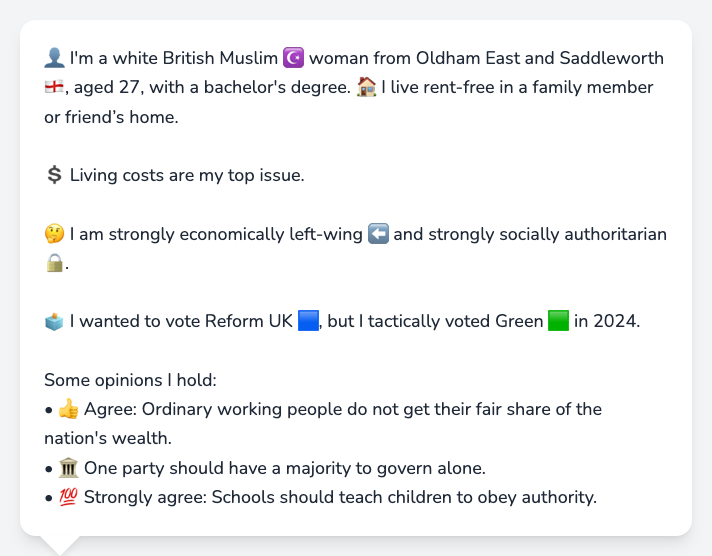 👤 I'm a white British Muslim ☪️ woman from Oldham East and Saddleworth
🏴󠁧󠁢󠁥󠁮󠁧󠁿, aged 27, with a bachelor's degree. 🏠 I live rent-free in a family member
or friend’s home.
💲 Living costs are my top issue.
🤔 I am strongly economically left-wing ⬅️ and strongly socially authoritarian
🔒.
🗳️ I wanted to vote Reform UK 🟦, but I tactically voted Green 🟩 in 2024.
Some opinions I hold:
• 👍 Agree: Ordinary working people do not get their fair share of the
nation's wealth.
• 🏛️ One party should have a majority to govern alone.
• 💯 Strongly agree: Schools should teach children to obey authority.